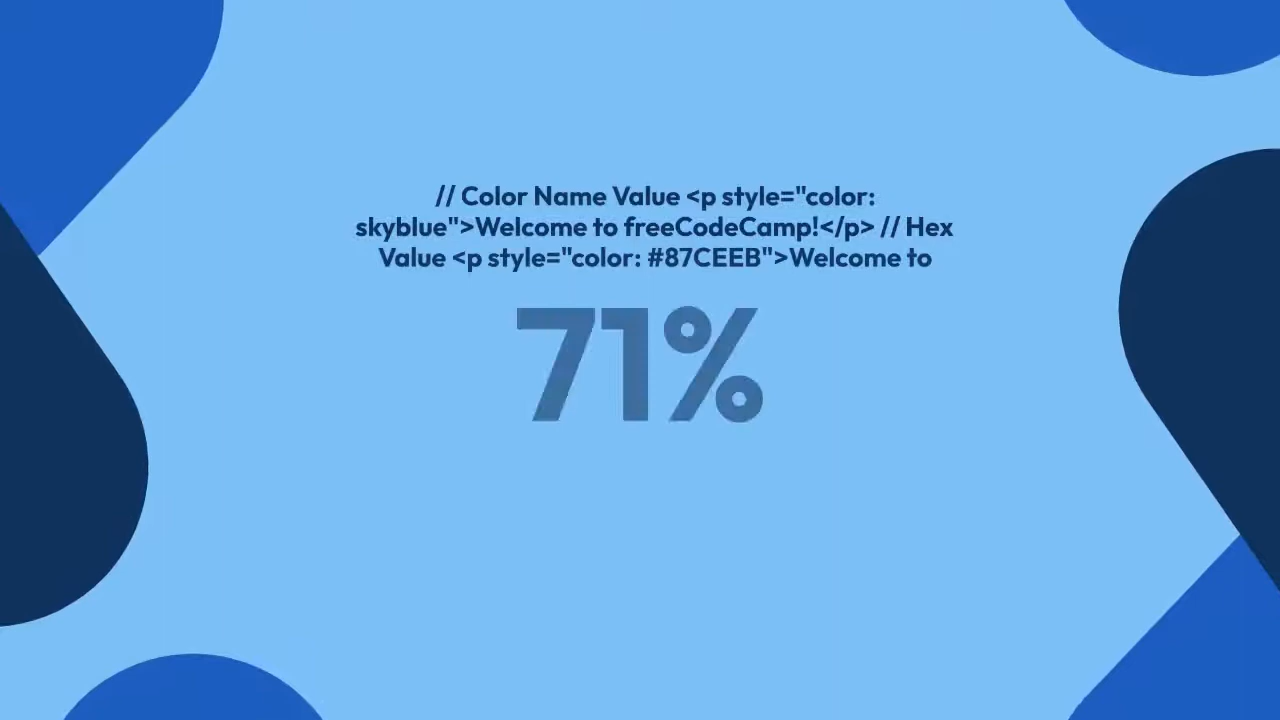 // Color Name Value <p style="color:
skyblue">Welcome to freeCodeCamp!</p> // Hex
Value <p style="color: #87CEEB">Welcome to
71%